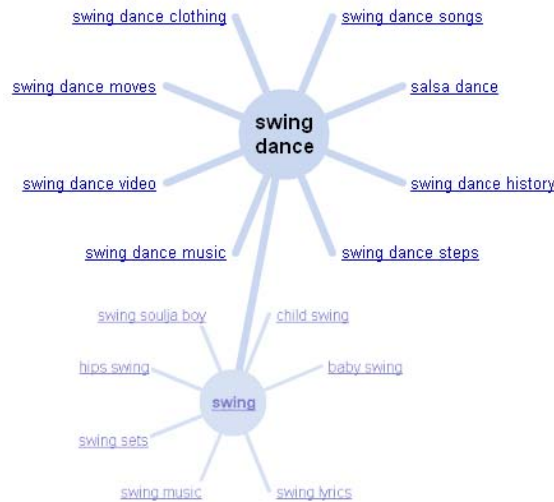 swing dance clothing
swing dance songs
swing dance moves
salsa dance
swing
dance
swing dance video
swing dance history
swing dance music
swing dance steps
swing soulja boy
child swing
hips swing
baby swing
swing
swing sets
swing music
swing lyrics